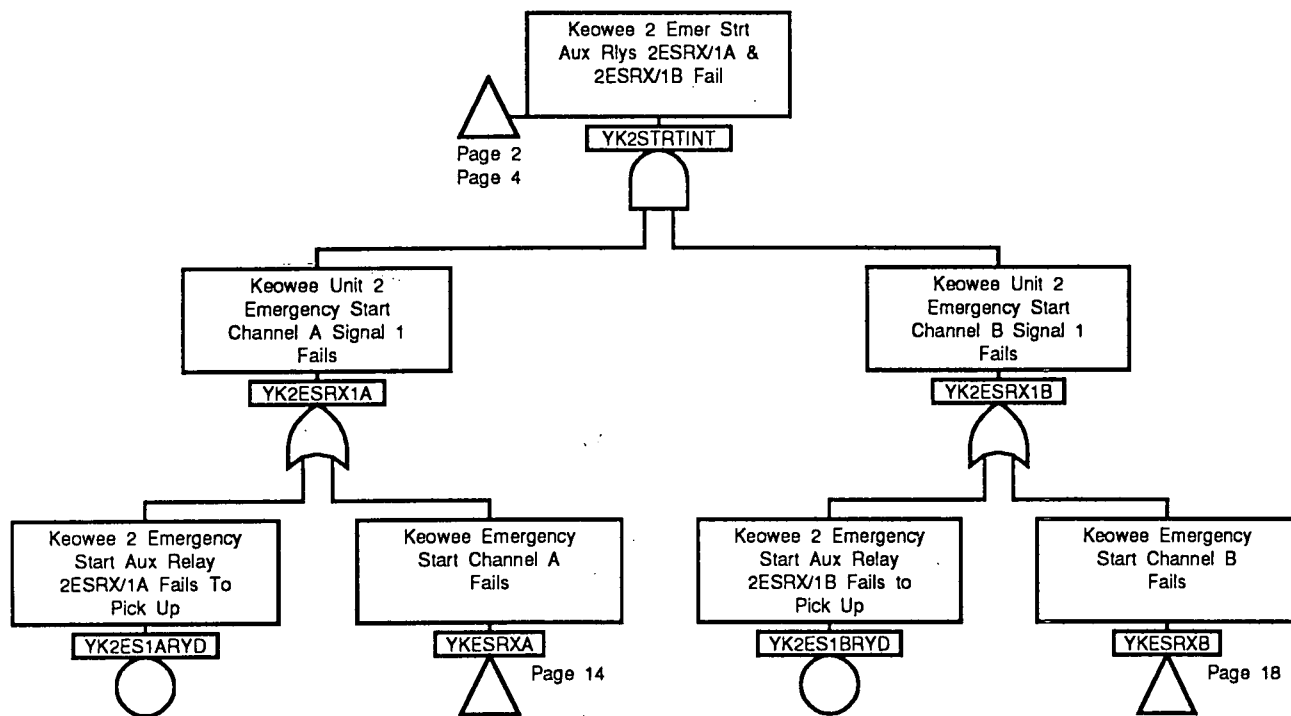 Keowee 2 Emer Strt
Aux Rlys 2ESRX/1A &
2ESRX/1B Fail
YK2STRTINT
Page 2
Page 4
Keowee Unit 2
Emergency Start
Channel A Signal 1
Fails
YK2ESRX1A
Keowee Unit 2
Emergency Start
Channel B Signal 1
Fails
YK2ESRX1B
Keowee 2 Emergency
Start Aux Relay
2ESRX/1A Fails To
Pick Up
YK2ES1ARYD
Keowee Emergency
Start Channel A
Fails
YKESRXA
Page 14
Keowee 2 Emergency
Start Aux Relay
2ESRX/1B Fails to
Pick Up
YK2ES1BRYD
Keowee Emergency
Start Channel B
Fails
YKESRXB
Page 18